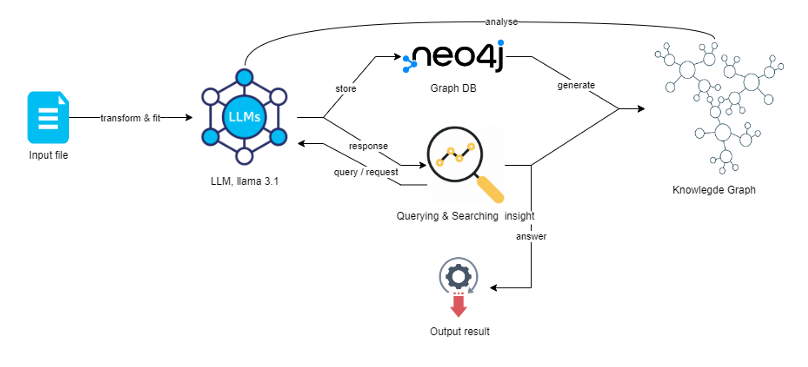 analyse
neo4j
store
Graph DB
generate
LLMs
transform & fit
Input file
response
query / request
LLM, llama 3.1
Knowlegde Graph
Querying & Searching insight
answer
Output result